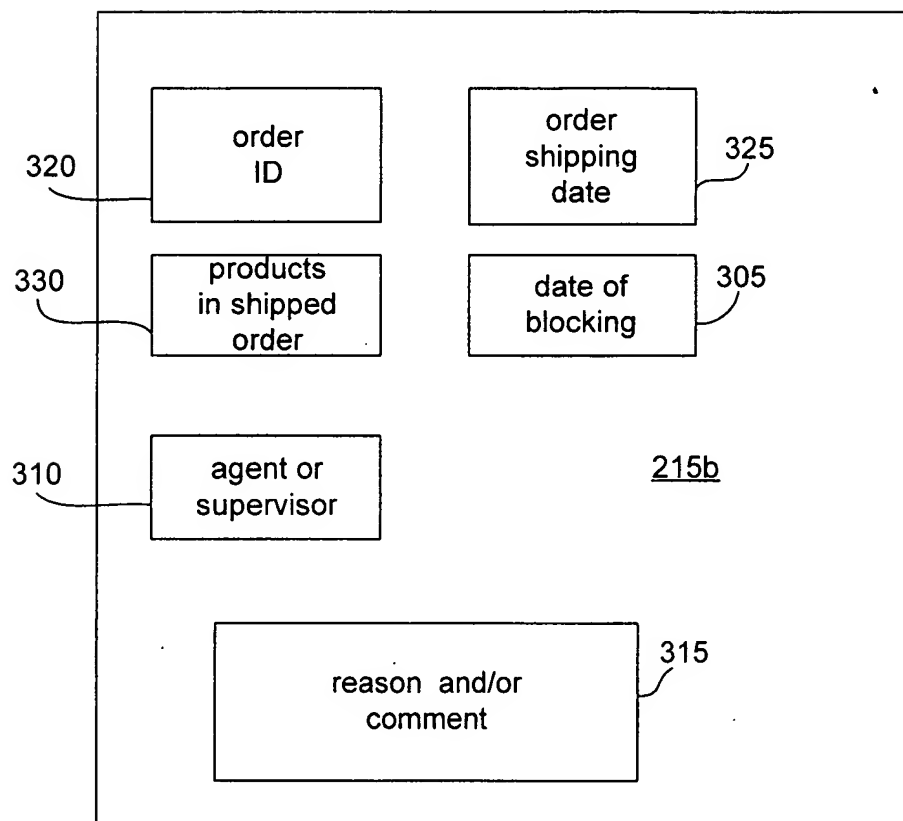 order
ID
320
order
shipping
date
325
products
in shipped
order
330
date of
blocking
305
agent or
supervisor
310
215b
reason and/or
comment
315